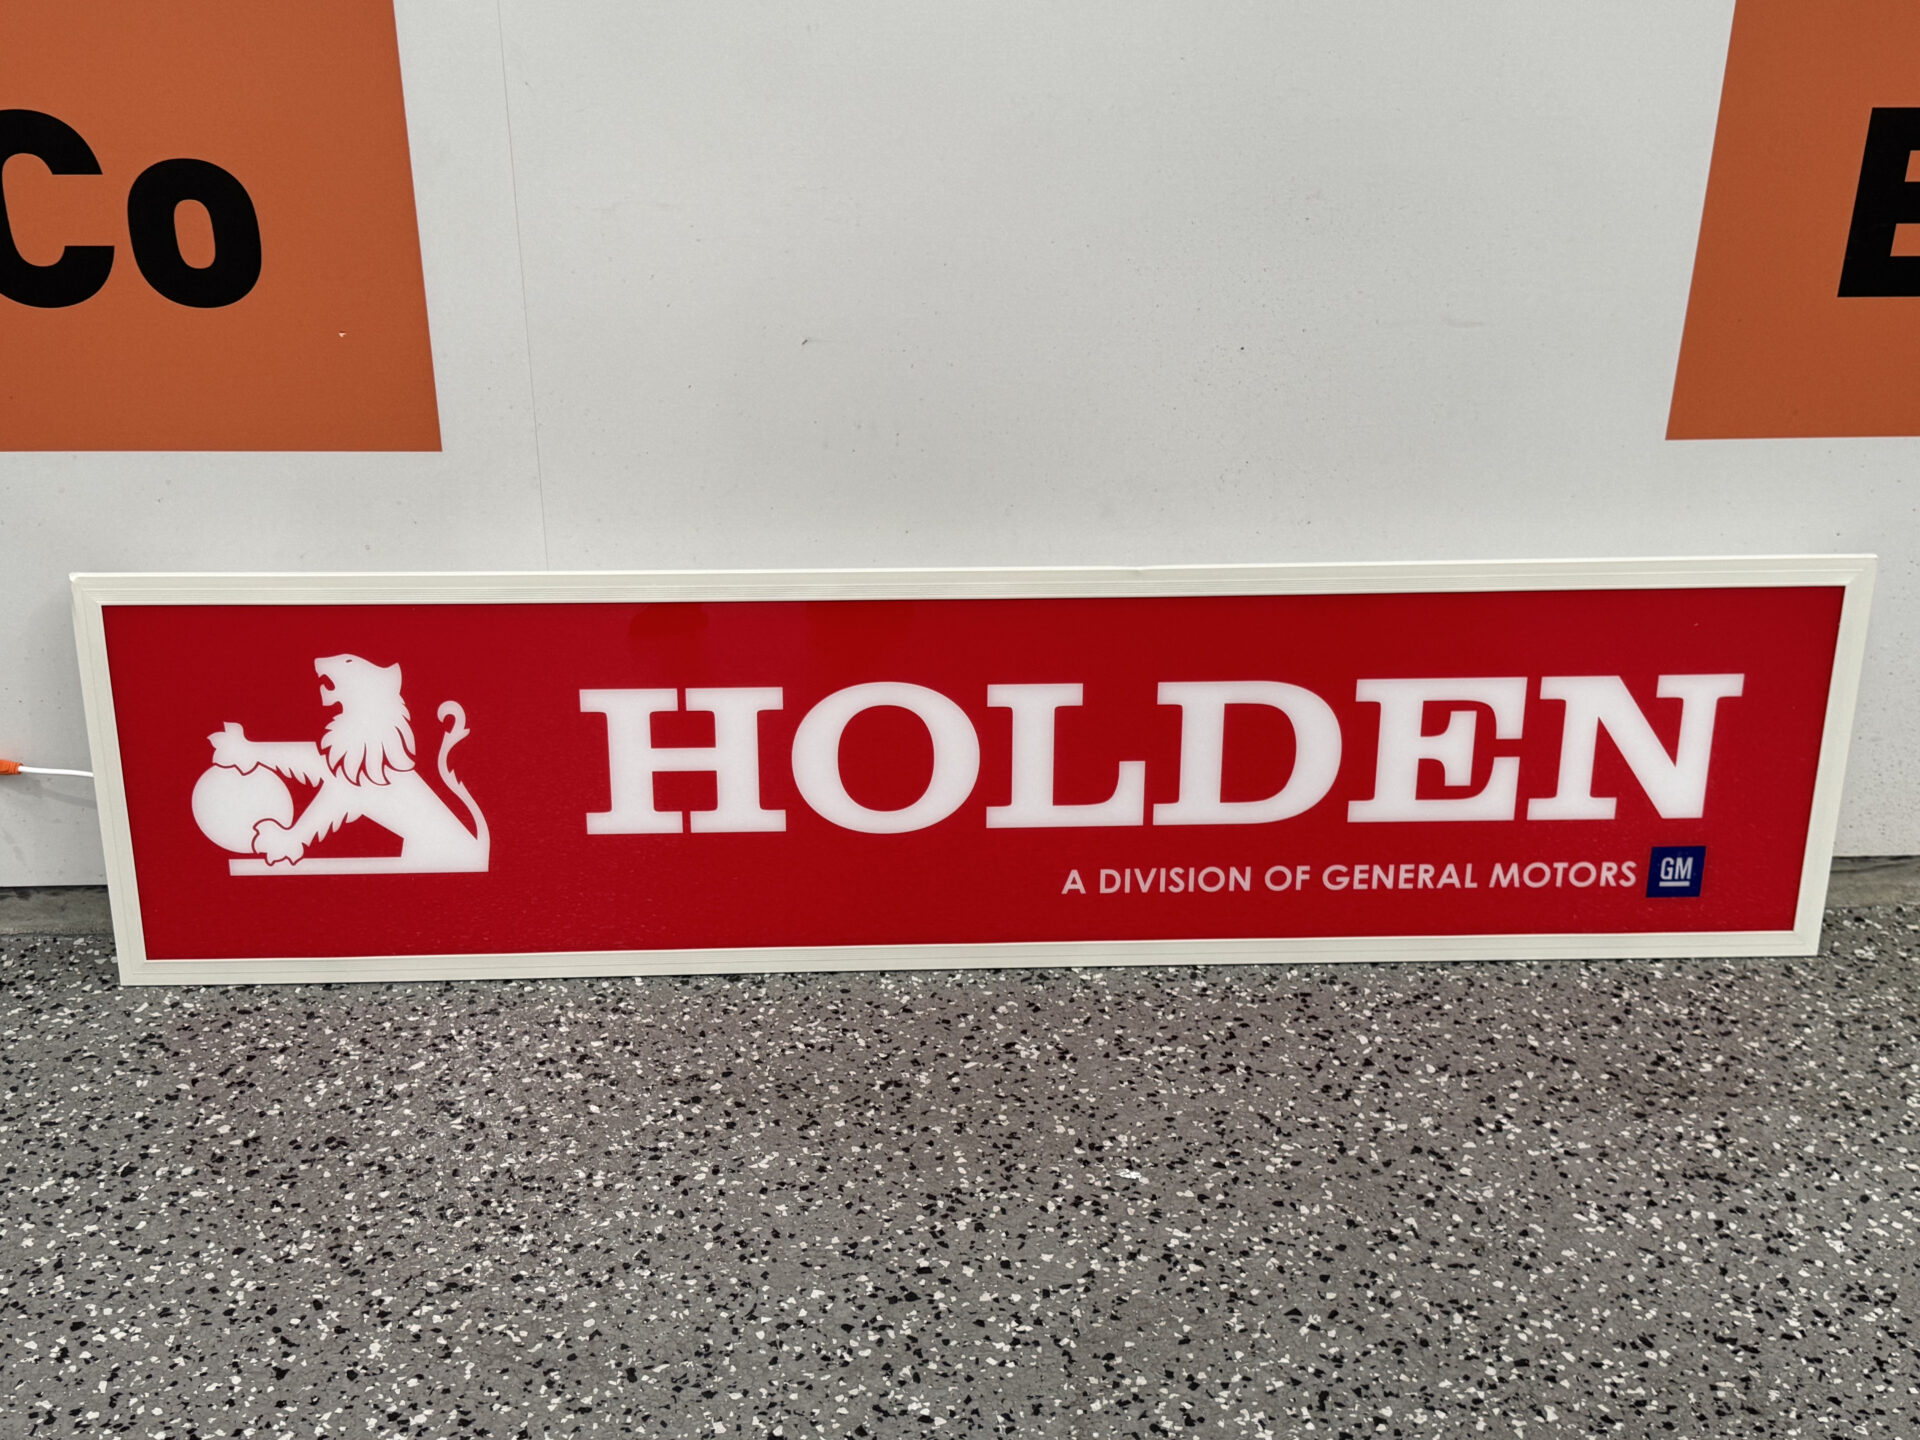 Co
HOLDEN
A DIVISION OF GENERAL MOTORS GM